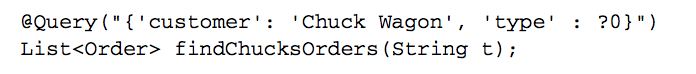 @Query("{'customer': 'Chuck Wagon', 'type' : ?0}")
List<Order> findChucksOrders(String t);